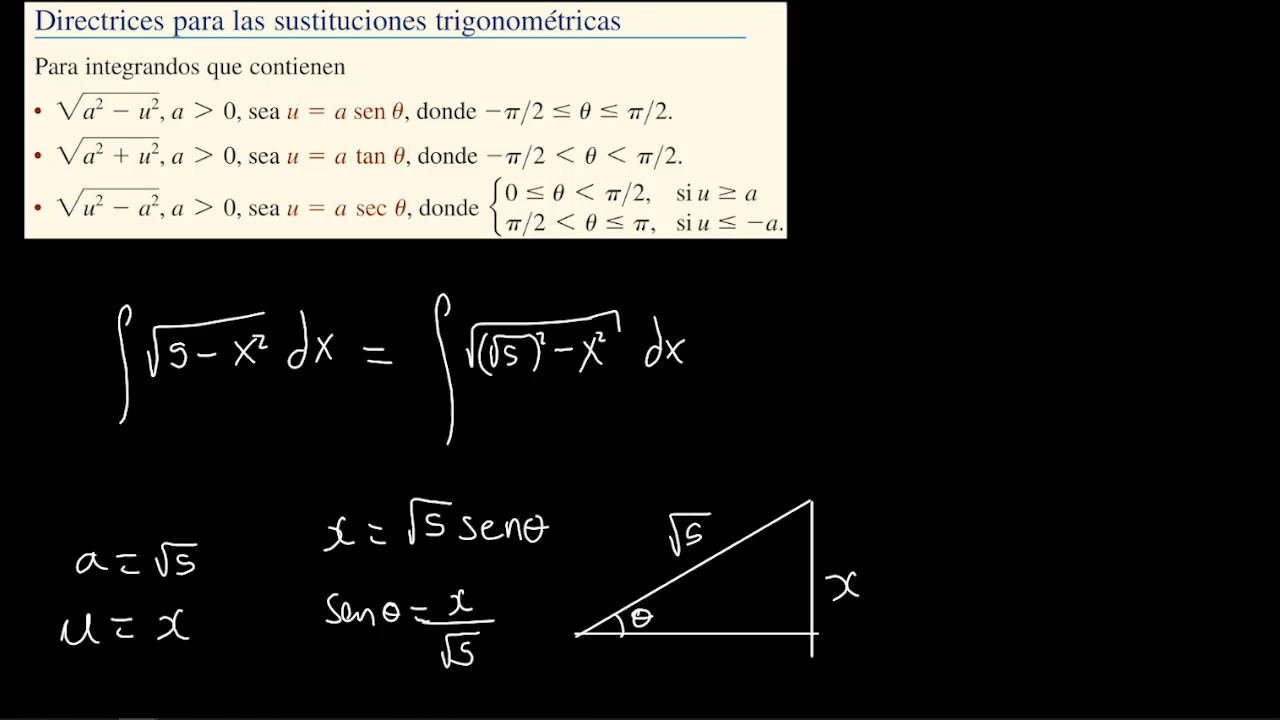 Directrices para las sustituciones trigonométricas
Para integrandos que contienen
• √(a² − u²), a > 0, sea u = a sen θ, donde −π/2 ≤ θ ≤ π/2.
• √(a² + u²), a > 0, sea u = a tan θ, donde −π/2 < θ < π/2.
• √(u² − a²), a > 0, sea u = a sec θ, donde { 0 ≤ θ < π/2, si u ≥ a
π/2 < θ ≤ π, si u ≤ −a.
∫ √(5 − x²) dx = ∫ √((√5)² − x²) dx
a = √5
u = x
x = √5 sen θ
sen θ = x/√5
√5
θ
x